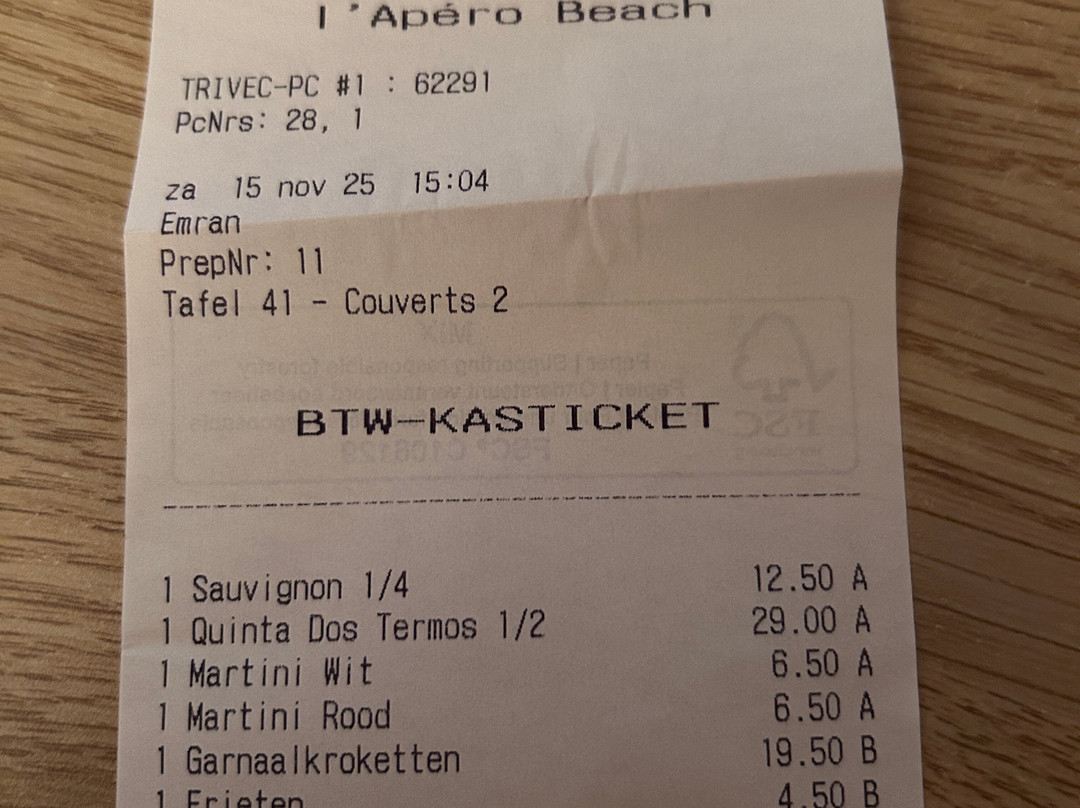 l'Apéro Beach
TRIVEC-PC #1 : 62291
PcNrs: 28, 1
za 15 nov 25 15:04
Emran
PrepNr: 11
Tafel 41 - Couverts 2
BTW-KASTICKET
1 Sauvignon 1/4 12.50 A
1 Quinta Dos Termos 1/2 29.00 A
1 Martini Wit 6.50 A
1 Martini Rood 6.50 A
1 Garnaalkroketten 19.50 B
1 Frieten 4.50 B